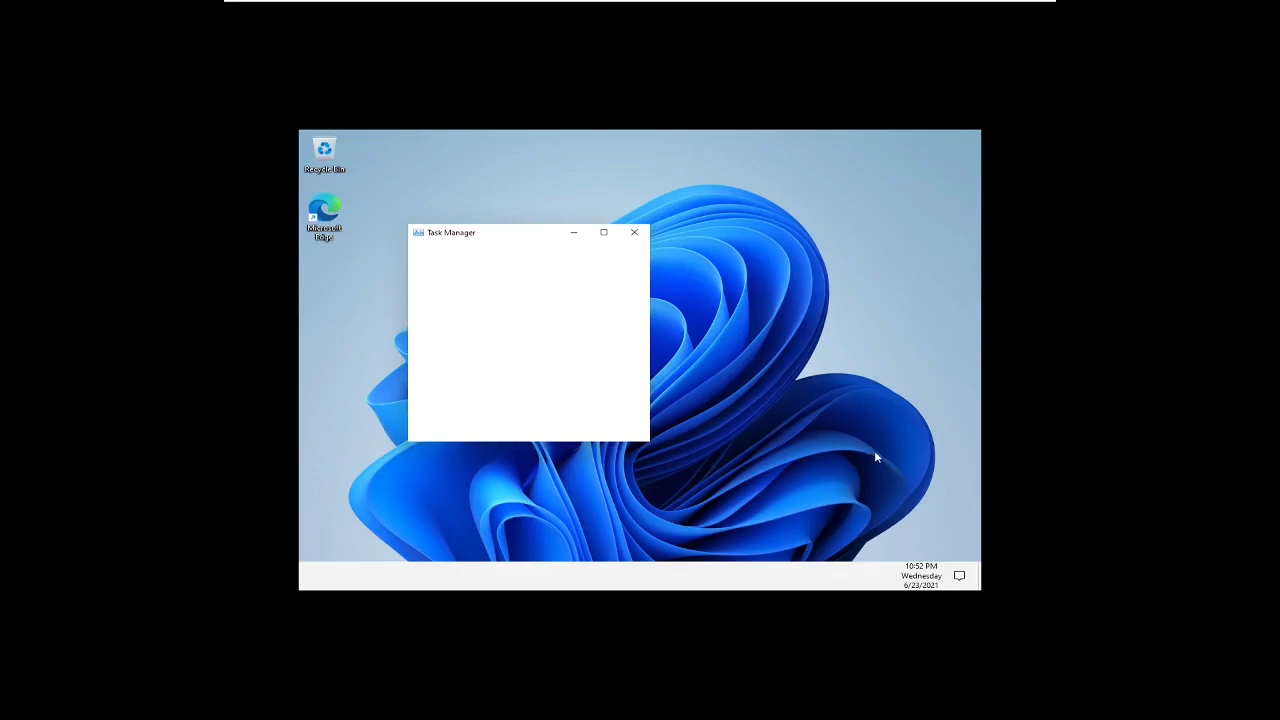 Recycle Bin
Microsoft
Edge
Task Manager
10:52 PM
Wednesday
6/23/2021